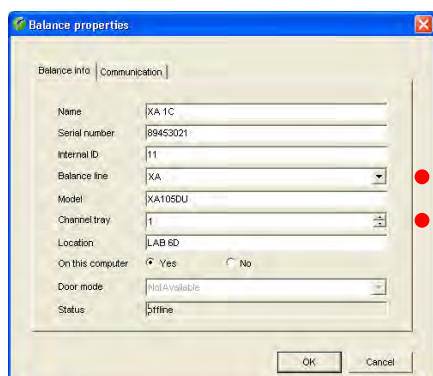 Balance properties
Balance info Communication
Name XA 1C
Serial number 89453021
Internal ID 11
Balance line XA
Model XA105DU
Channel tray 1
Location LAB 6D
On this computer Yes No
Door mode NotAvailable
Status offline
OK Cancel